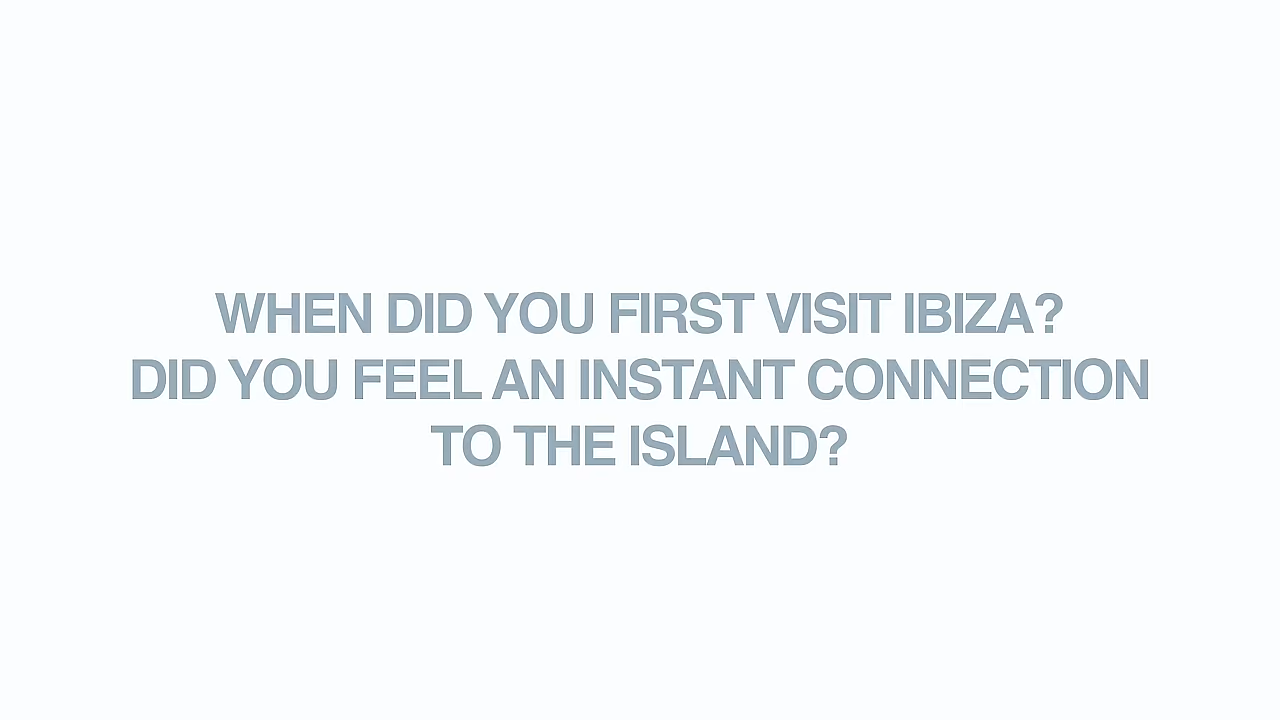 WHEN DID YOU FIRST VISIT IBIZA?
DID YOU FEEL AN INSTANT CONNECTION
TO THE ISLAND?